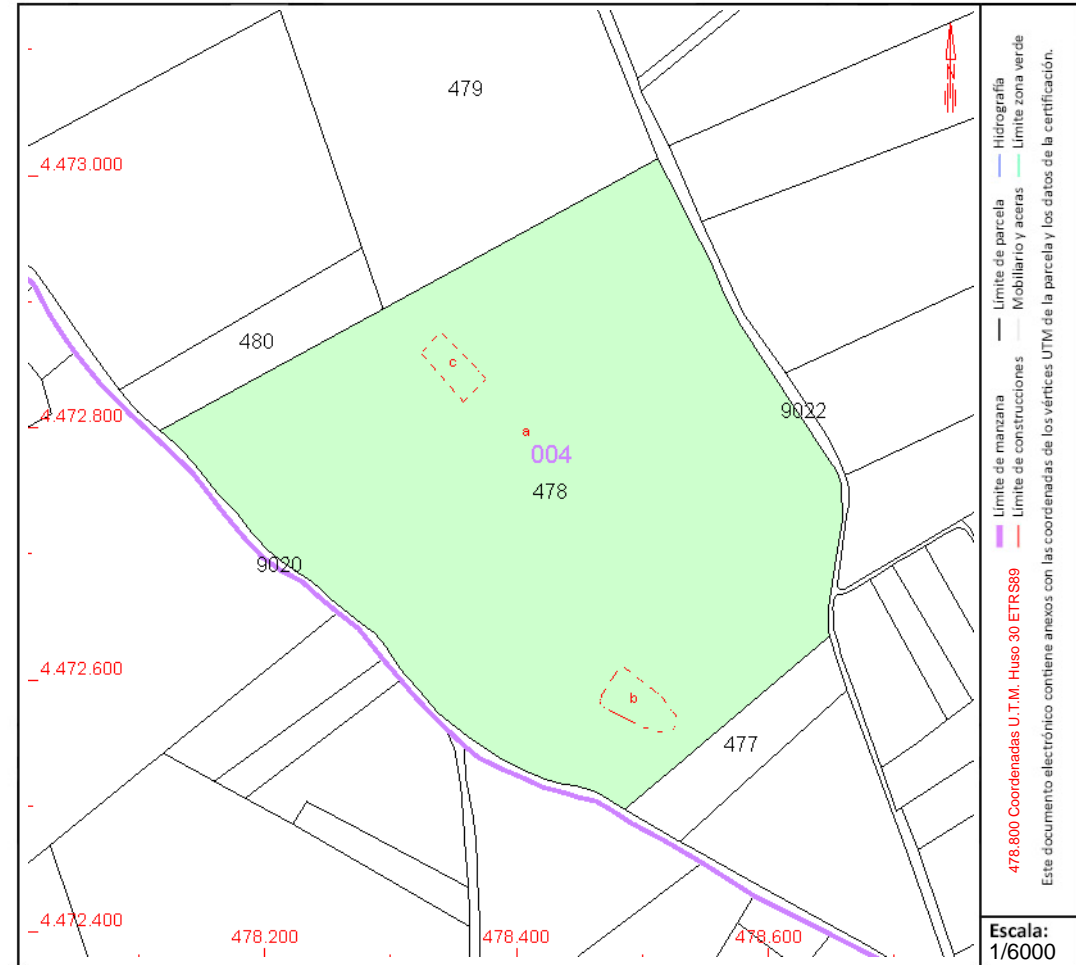 479
N
4.473.000
480
c
4.472.800
9022
a
004
478
9020
4.472.600
b
477
4.472.400
478.200
478.400
478.600
Límite de manzana
Límite de parcela
Hidrografía
478.800 Coordenadas U.T.M. Huso 30 ETRS89
Límite de construcciones
Mobiliario y aceras
Límite zona verde
Este documento electrónico contiene anexos con las coordenadas de los vértices UTM de la parcela y los datos de la certificación.
Escala:
1/6000